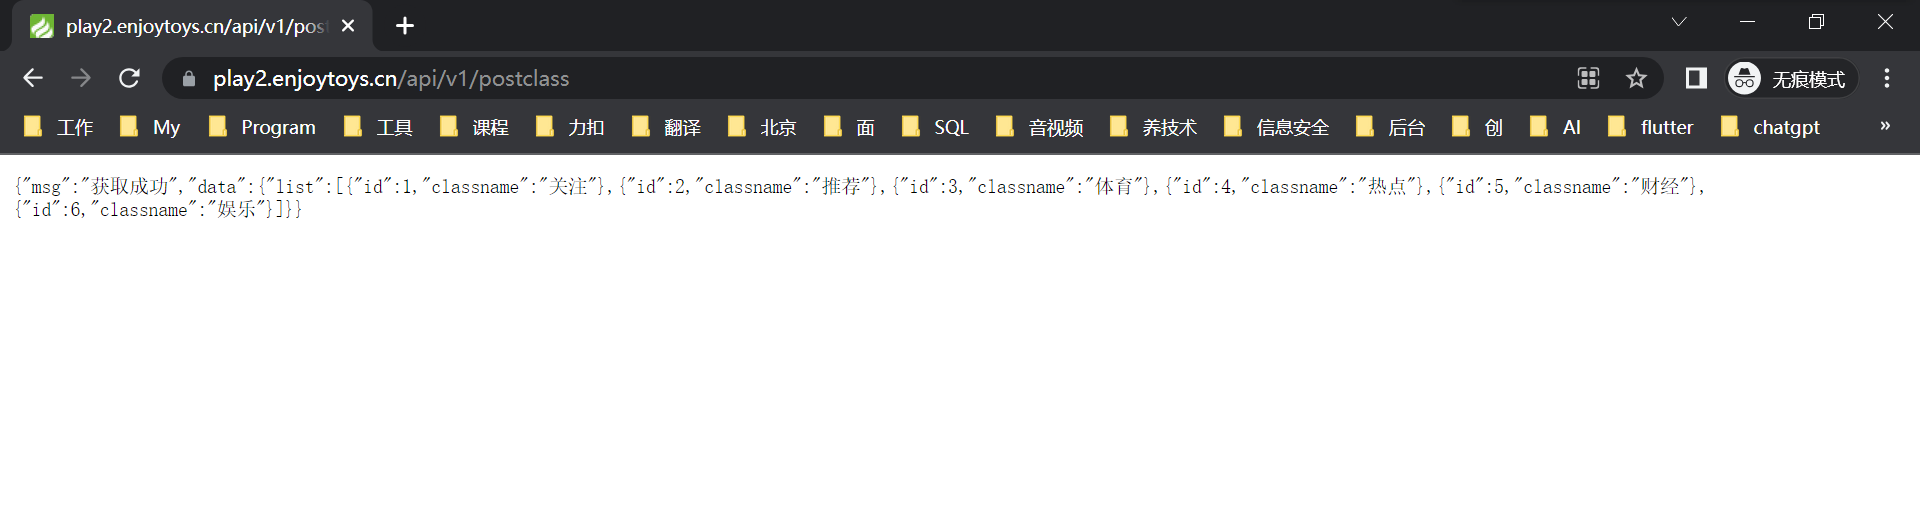 play2.enjoytoys.cn/api/v1/post
play2.enjoytoys.cn/api/v1/postclass
无痕模式
工作 My Program 工具 课程 力扣 翻译 北京 面 SQL 音视频 养技术 信息安全 后台 创 AI flutter chatgpt »
{"msg":"获取成功","data":{"list":[{"id":1,"classname":"关注"},{"id":2,"classname":"推荐"},{"id":3,"classname":"体育"},{"id":4,"classname":"热点"},{"id":5,"classname":"财经"},
{"id":6,"classname":"娱乐"}]}}